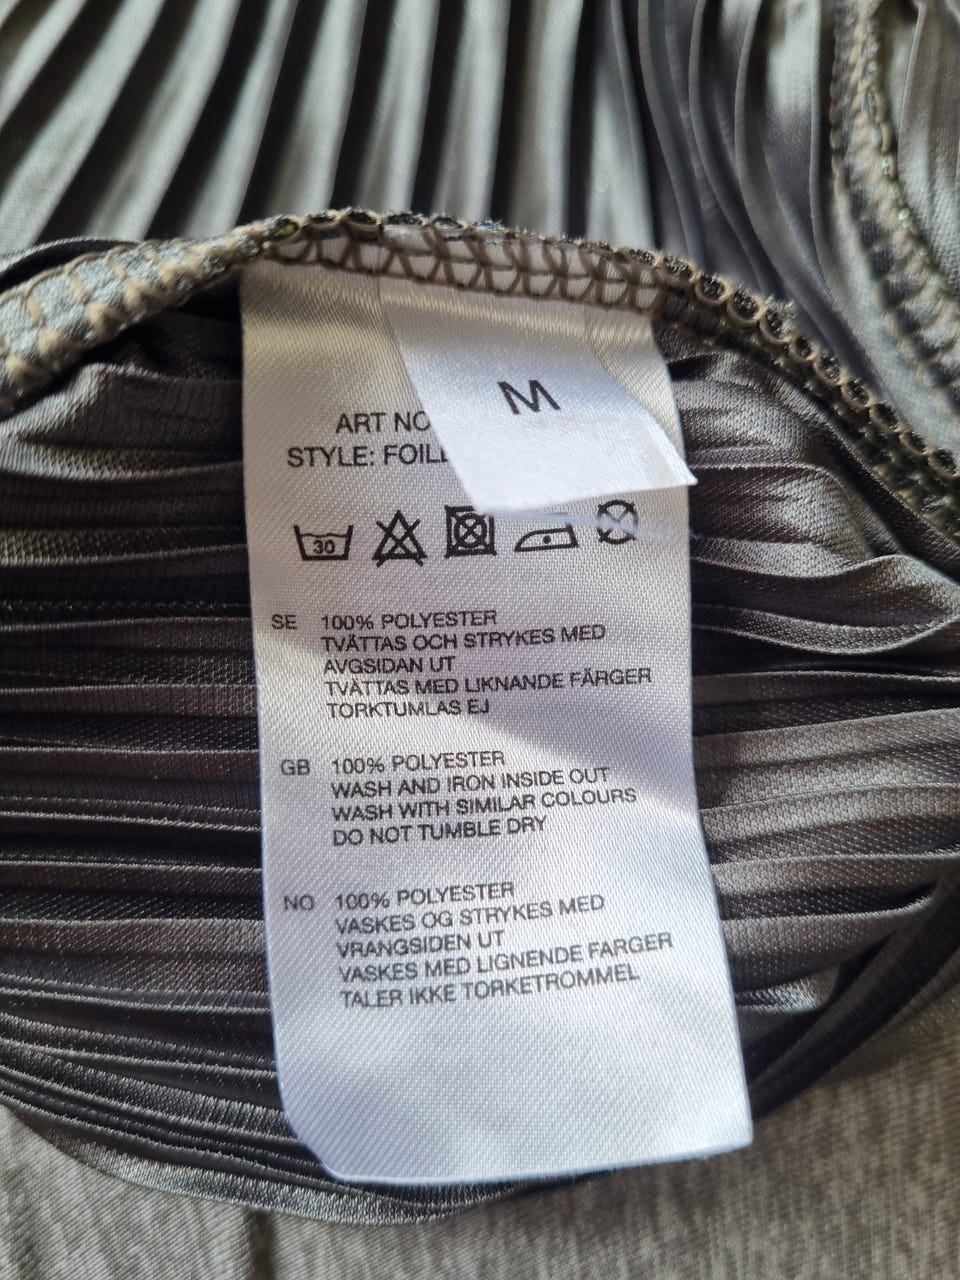 M
ART NO
STYLE: FOIL
30
SE 100% POLYESTER
TVÄTTAS OCH STRYKES MED
AVGSIDAN UT
TVÄTTAS MED LIKNANDE FÄRGER
TORKTUMLAS EJ
GB 100% POLYESTER
WASH AND IRON INSIDE OUT
WASH WITH SIMILAR COLOURS
DO NOT TUMBLE DRY
NO 100% POLYESTER
VASKES OG STRYKES MED
VRANGSIDEN UT
VASKES MED LIGNENDE FARGER
TALER IKKE TORKETROMMEL